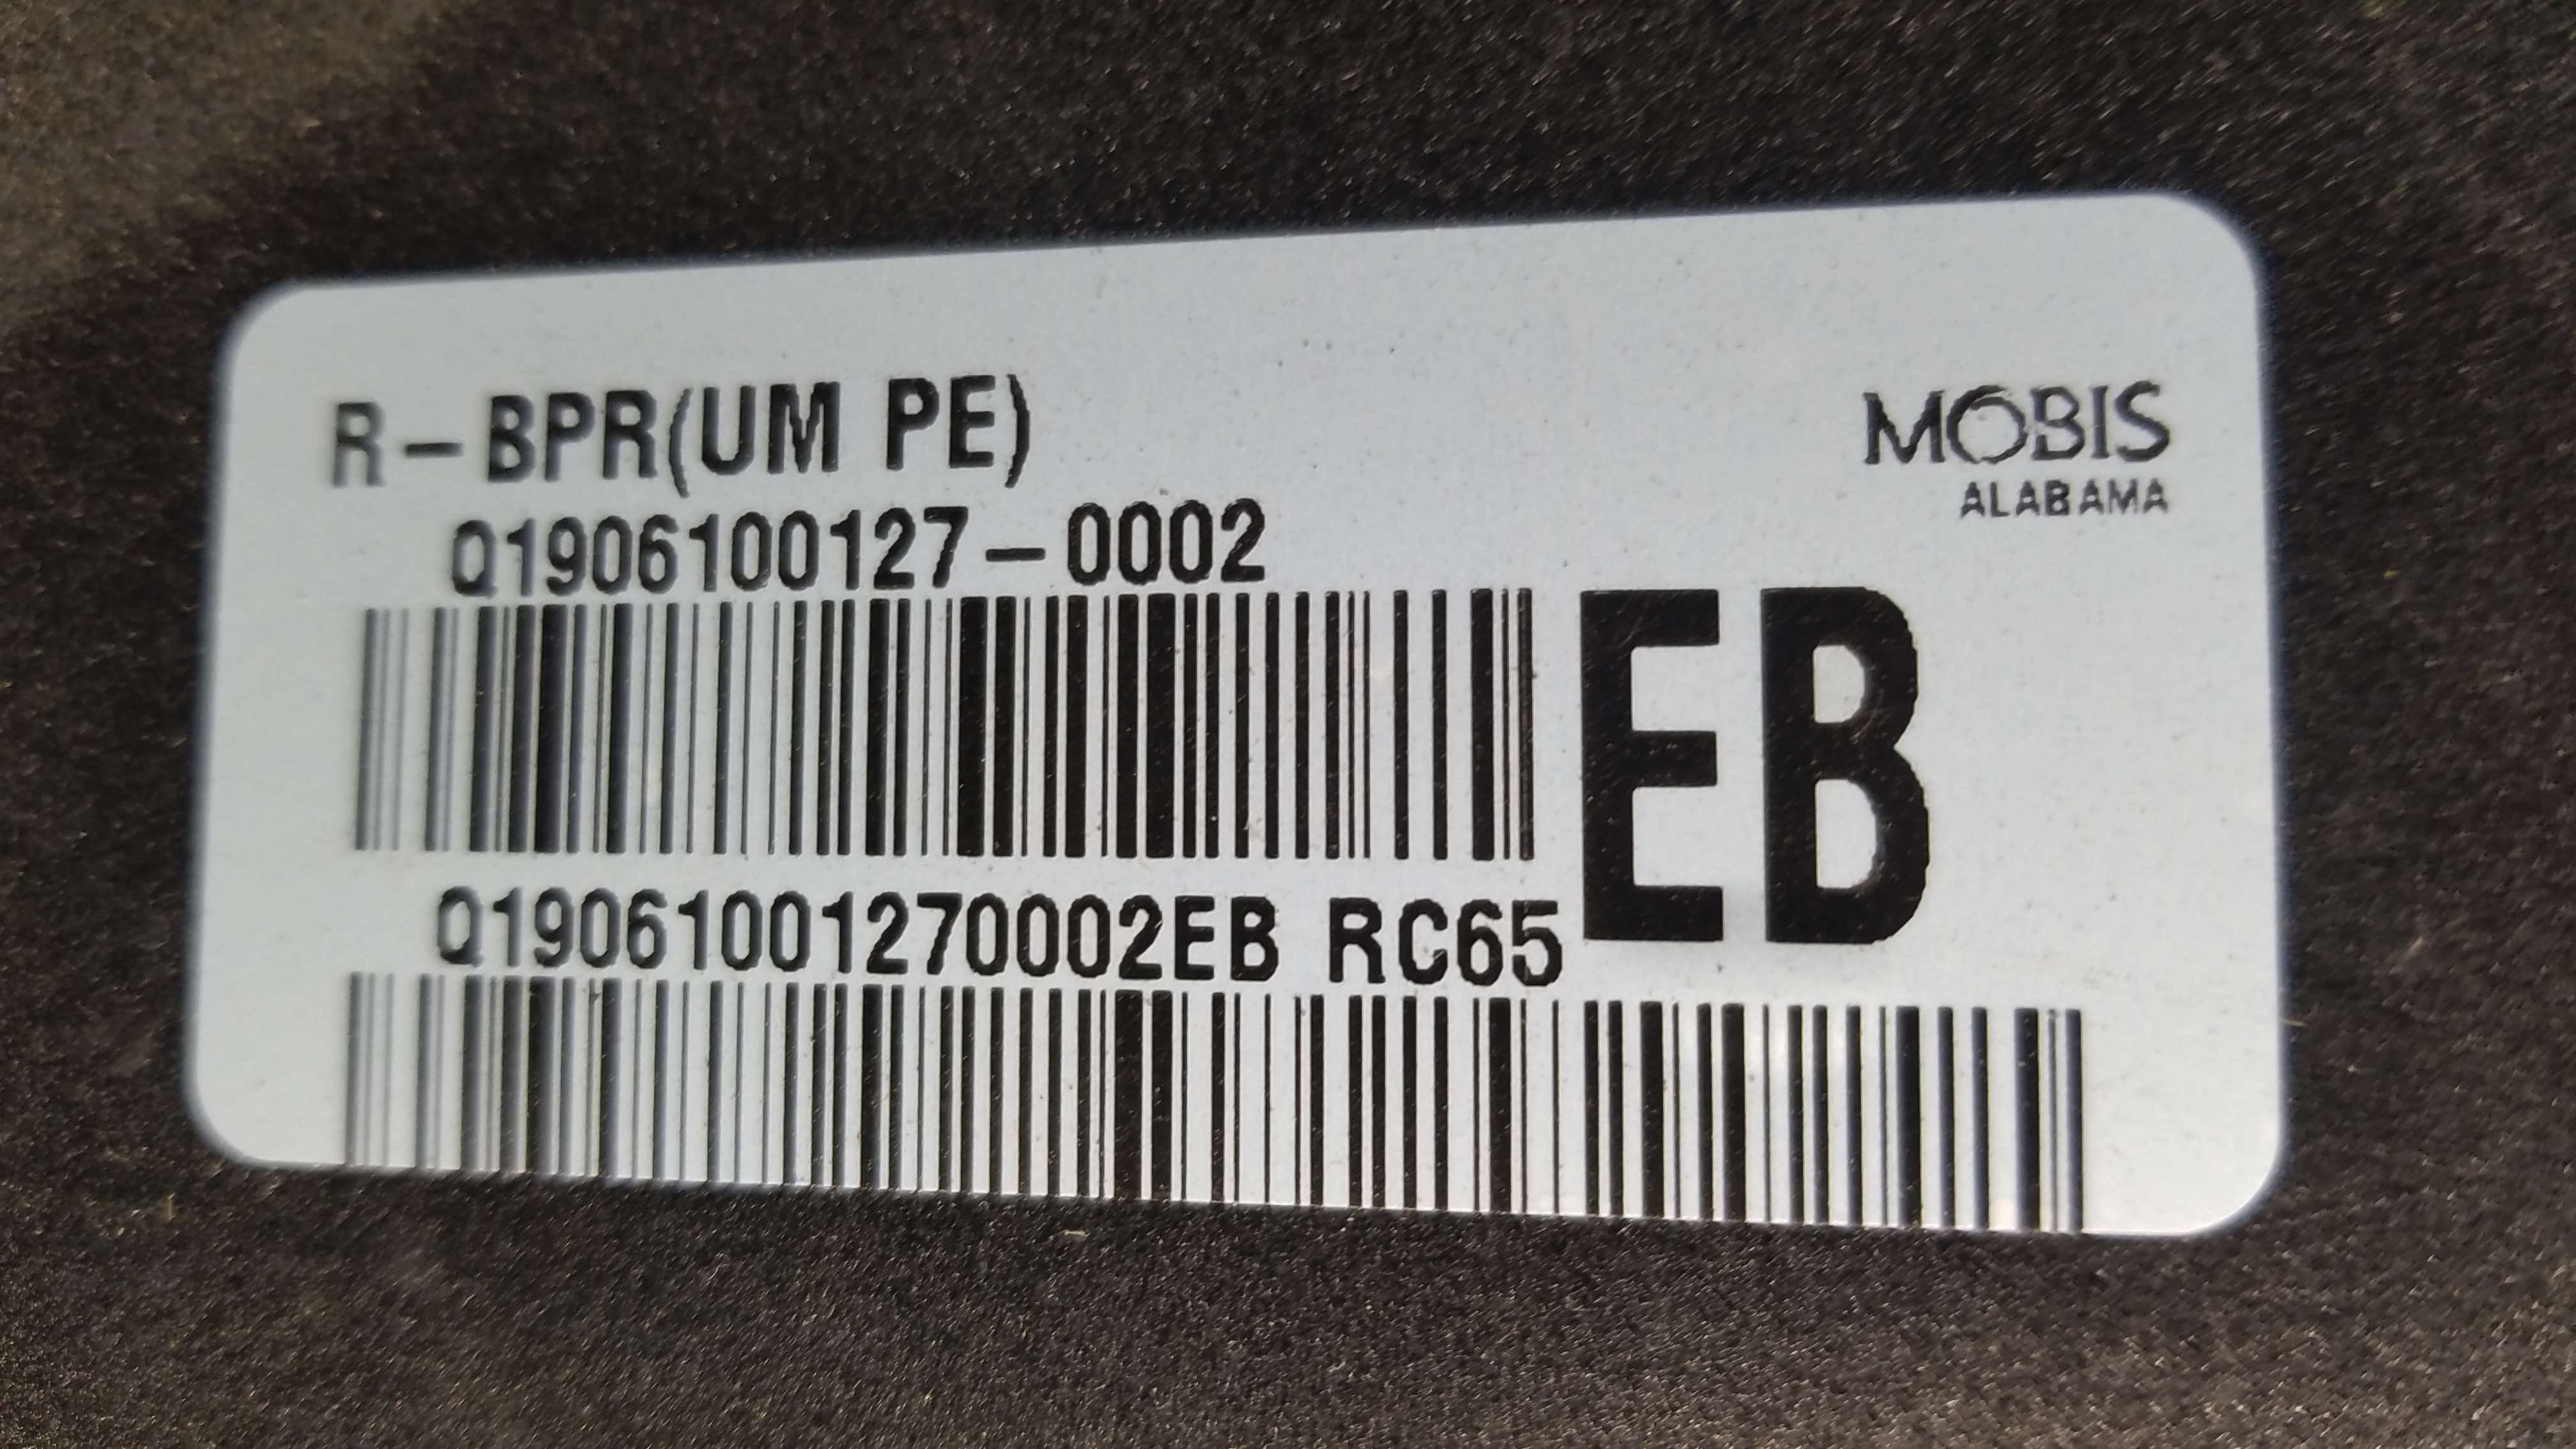 R-BPR(UM PE)
MOBIS
ALABAMA
Q1906100127-0002
EB
Q19061001270002EB RC65